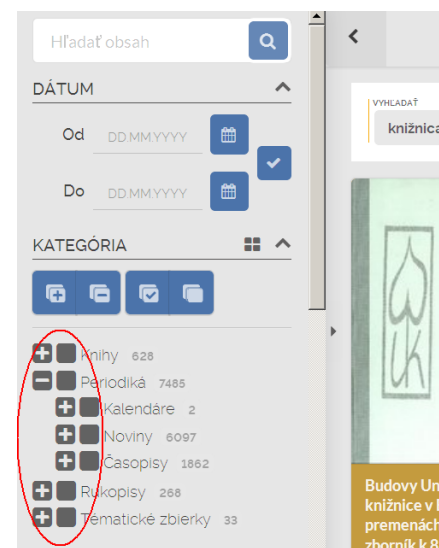 Hľadať obsah
DÁTUM
Od DD.MM.YYYY
Do DD.MM.YYYY
KATEGÓRIA
Knihy 628
Periodiká 7485
Kalendáre 2
Noviny 6097
Časopisy 1862
Rukopisy 268
Tematické zbierky 33
VYHĽADAŤ
knižnica
Budovy Un
knižnice v
premenách
zborník k 8